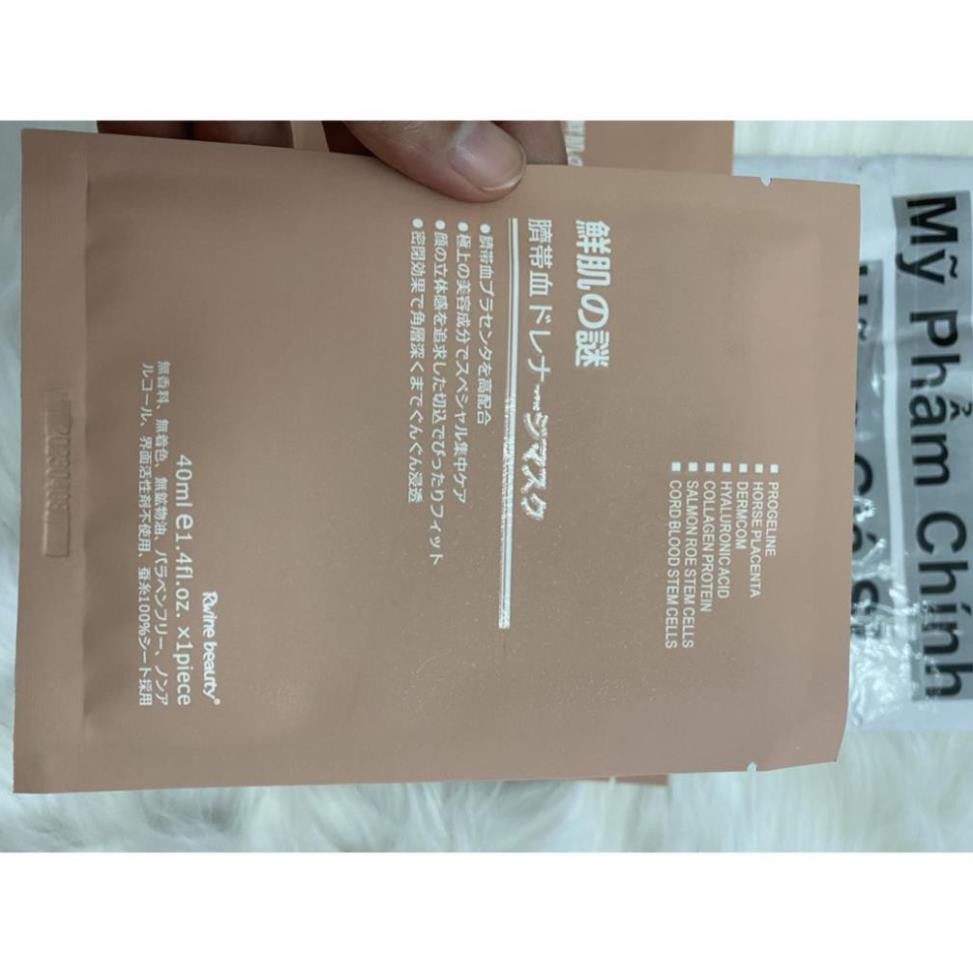 鮮肌の謎
臍帯血ドレナージマスク
●臍帯血プラセンタを高配合
●極上の美容成分でスペシャル集中ケア
●顔の立体感を追求した切込でぴったりフィット
●密閉効果で角層深くまでぐんぐん浸透
■ PROGELINE
■ HORSE PLACENTA
■ DERMCOM
■ HYALURONIC ACID
■ COLLAGEN PROTEIN
■ SALMON ROE STEM CELLS
■ CORD BLOOD STEM CELLS
Rwine beauty®
40ml e1.4fl.oz. x1piece
無香料、無着色、無鉱物油、パラベンフリー、ノンア
ルコール、界面活性剤不使用、蚕糸100%シート採用
Mỹ Phẩm Chính